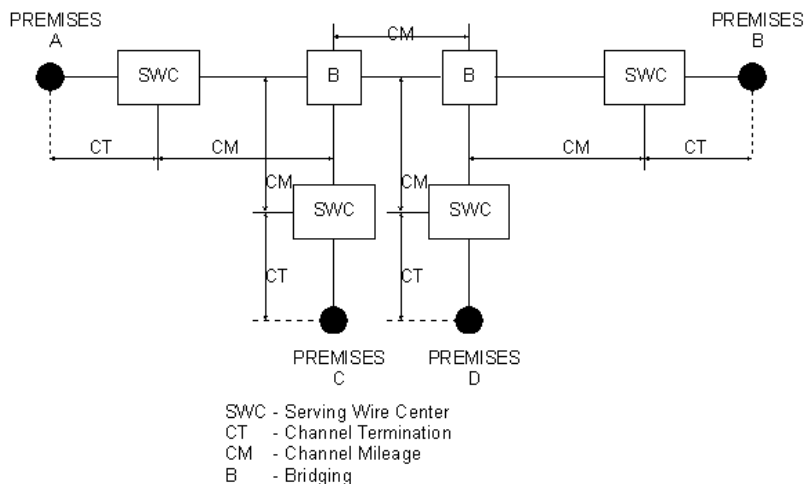 PREMISES
A
PREMISES
B
CM
SWC
B
B
SWC
CT
CM
CM
CT
CM
CM
SWC
SWC
CT
CT
PREMISES
C
PREMISES
D
SWC - Serving Wire Center
CT - Channel Termination
CM - Channel Mileage
B - Bridging